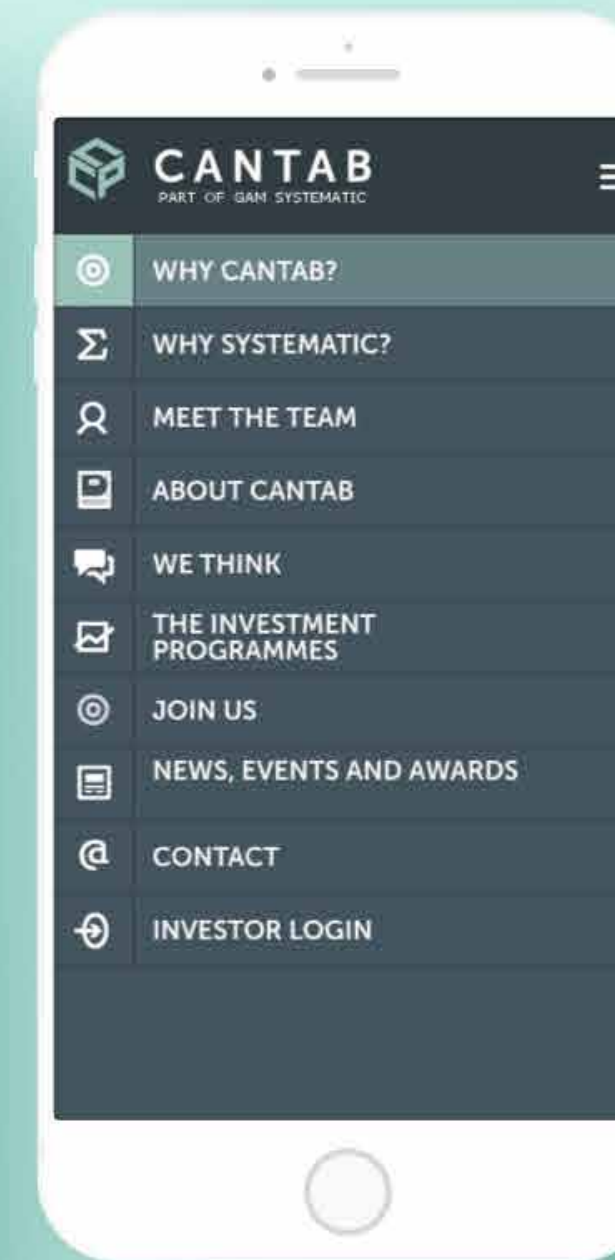 CANTAB
PART OF GAM SYSTEMATIC
WHY CANTAB?
WHY SYSTEMATIC?
MEET THE TEAM
ABOUT CANTAB
WE THINK
THE INVESTMENT
PROGRAMMES
JOIN US
NEWS, EVENTS AND AWARDS
CONTACT
INVESTOR LOGIN